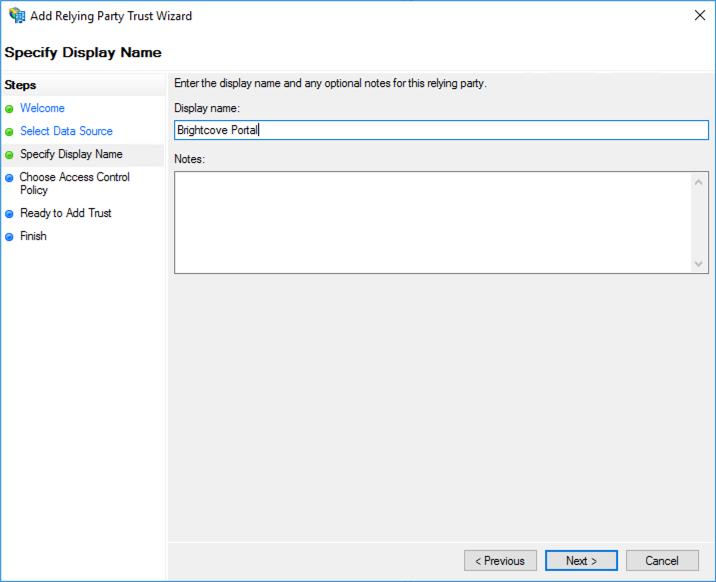 Add Relying Party Trust Wizard
Specify Display Name
Steps
Welcome
Select Data Source
Specify Display Name
Choose Access Control
Policy
Ready to Add Trust
Finish
Enter the display name and any optional notes for this relying party.
Display name:
Brightcove Portal
Notes:
< Previous
Next >
Cancel